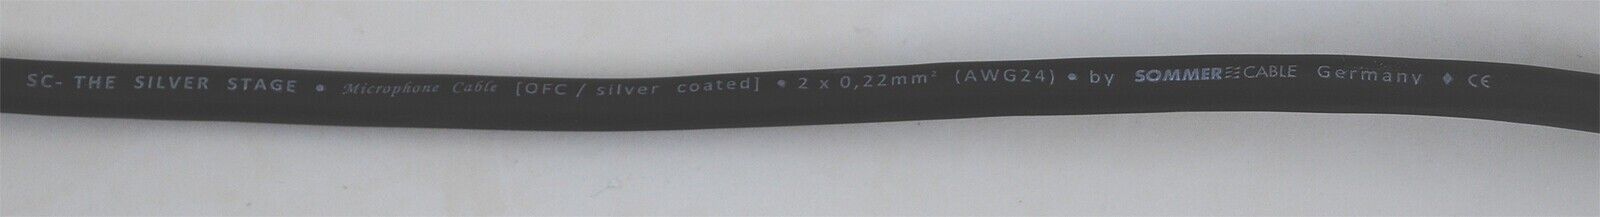 SC- THE SILVER STAGE • Microphone Cable [OFC / silver coated] • 2 x 0,22mm² (AWG24) • by SOMMER CABLE Germany ♦ CE